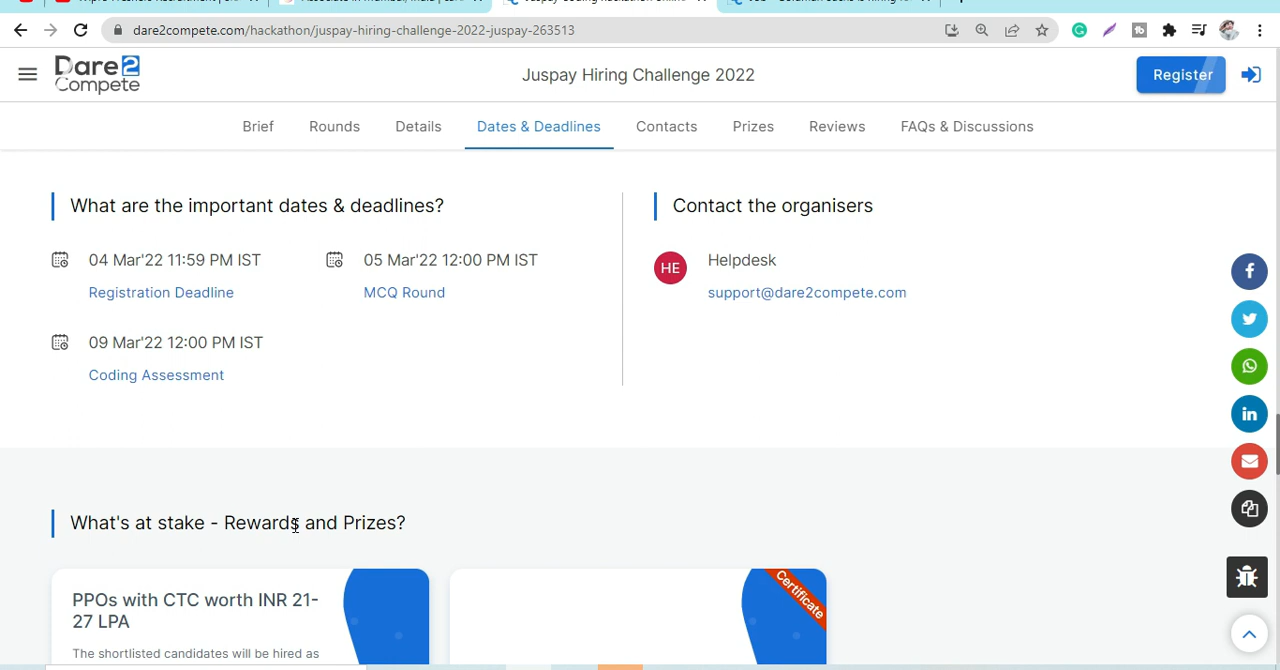 dare2compete.com/hackathon/juspay-hiring-challenge-2022-juspay-263513
Dare2
Compete
Juspay Hiring Challenge 2022
Register
Brief
Rounds
Details
Dates & Deadlines
Contacts
Prizes
Reviews
FAQs & Discussions
What are the important dates & deadlines?
04 Mar'22 11:59 PM IST
Registration Deadline
05 Mar'22 12:00 PM IST
MCQ Round
09 Mar'22 12:00 PM IST
Coding Assessment
Contact the organisers
HE
Helpdesk
support@dare2compete.com
What's at stake - Rewards and Prizes?
PPOs with CTC worth INR 21-
27 LPA
The shortlisted candidates will be hired as
Certificate